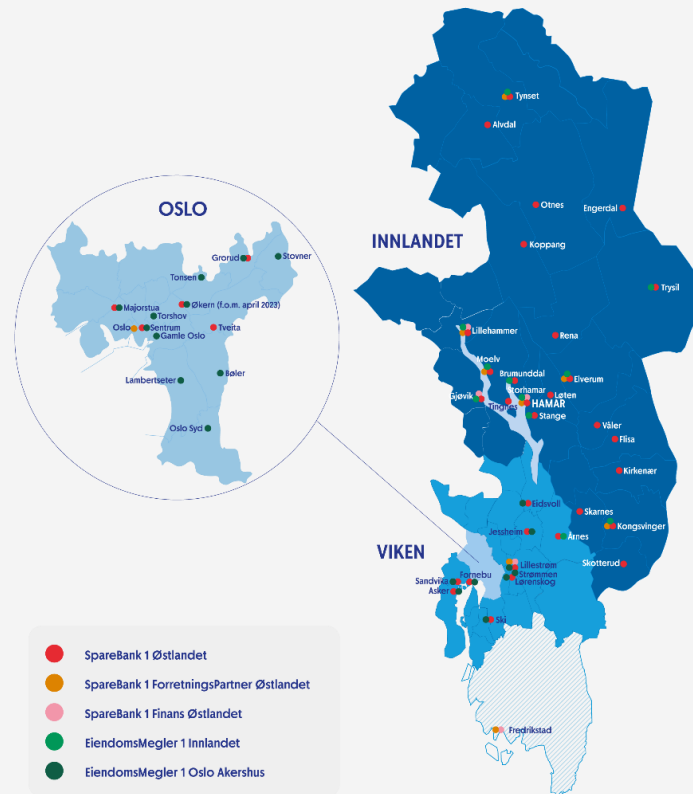 Tynset
Alvdal
Otnes
Engerdal
OSLO
INNLANDET
Koppang
Grorud
Stovner
Tonsen
Trysil
Majorstua
Økern (f.o.m. april 2023)
Torshov
Oslo
Sentrum
Tveita
Gamle Oslo
Lillehammer
Rena
Moelv
Brumunddal
Elverum
Lambertseter
Bøler
Storhamar
Gjøvik
Løten
Tingnes
HAMAR
Stange
Oslo Syd
Våler
Flisa
Kirkenær
Eidsvoll
Skarnes
Kongsvinger
Jessheim
Årnes
VIKEN
Lillestrøm
Skotterud
Strømmen
Sandvika
Fornebu
Lørenskog
Asker
Ski
SpareBank 1 Østlandet
SpareBank 1 ForretningsPartner Østlandet
SpareBank 1 Finans Østlandet
Fredrikstad
EiendomsMegler 1 Innlandet
EiendomsMegler 1 Oslo Akershus